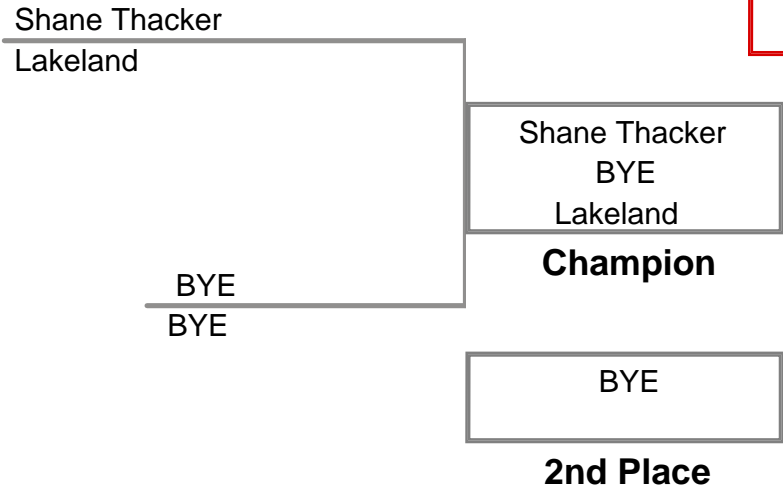 Shane Thacker
Lakeland
Shane Thacker
BYE
Lakeland
Champion
BYE
BYE
BYE
2nd Place